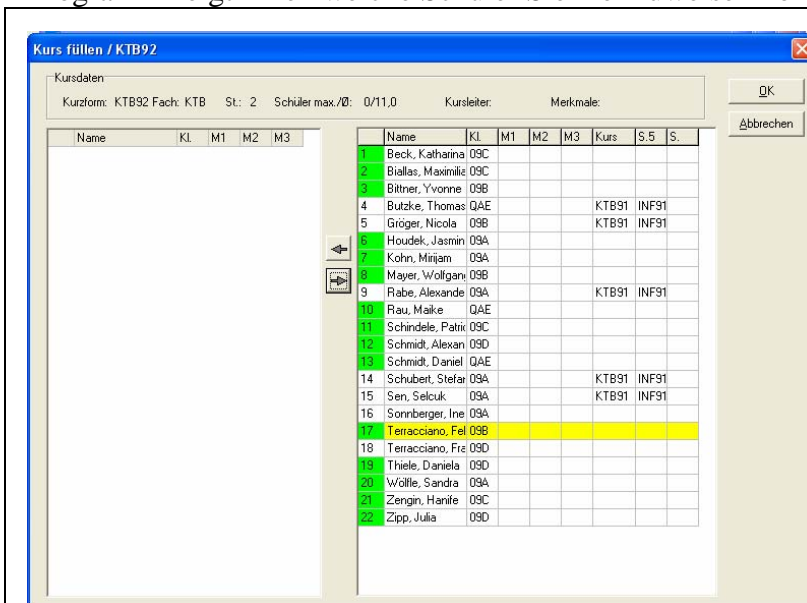 Kurs füllen / KTB92
Kursdaten
Kurzform: KTB92 Fach: KTB St.: 2 Schüler max./Ø: 0/11,0 Kursleiter: Merkmale:
OK
Abbrechen
Name Kl. M1 M2 M3
Name Kl. M1 M2 M3 Kurs S.5 S.
1 Beck, Katharina 09C
2 Biallas, Maximilia 09C
3 Bittner, Yvonne 09B
4 Butzke, Thomas QAE KTB91 INF91
5 Gröger, Nicola 09B KTB91 INF91
6 Houdek, Jasmin 09A
7 Kohn, Mirijam 09A
8 Mayer, Wolfgan 09B
9 Rabe, Alexande 09A KTB91 INF91
10 Rau, Maike QAE
11 Schindele, Patric 09C
12 Schmidt, Alexan 09D
13 Schmidt, Daniel QAE
14 Schubert, Stefar 09A KTB91 INF91
15 Sen, Selcuk 09A KTB91 INF91
16 Sonnberger, Ine 09A
17 Terracciano, Fel 09B
18 Terracciano, Fra 09D
19 Thiele, Daniela 09D
20 Wölfle, Sandra 09A
21 Zengin, Hanife 09C
22 Zipp, Julia 09D